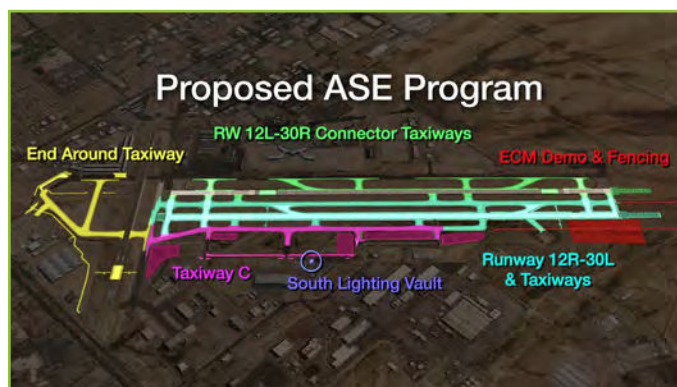 Proposed ASE Program
RW 12L-30R Connector Taxiways
End Around Taxiway
ECM Demo & Fencing
Taxiway C
South Lighting Vault
Runway 12R-30L
& Taxiways